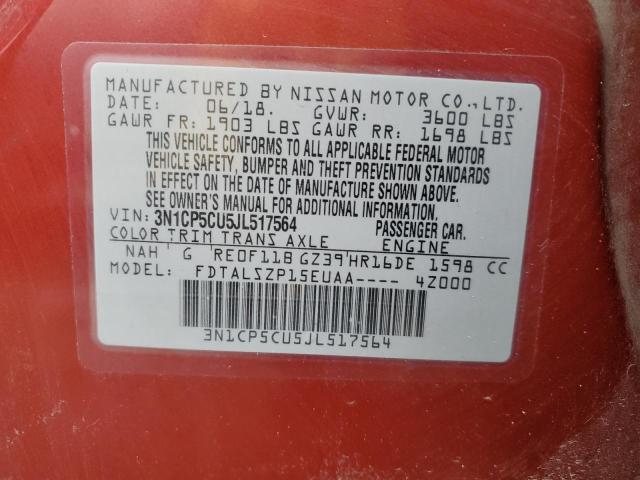 MANUFACTURED BY NISSAN MOTOR CO.,LTD.
DATE: 06/18. GVWR: 3600 LBS
GAWR FR: 1903 LBS GAWR RR: 1698 LBS
THIS VEHICLE CONFORMS TO ALL APPLICABLE FEDERAL MOTOR
VEHICLE SAFETY, BUMPER AND THEFT PREVENTION STANDARDS
IN EFFECT ON THE DATE OF MANUFACTURE SHOWN ABOVE.
SEE OWNER'S MANUAL FOR ADDITIONAL INFORMATION.
VIN: 3N1CP5CU5JL517564 PASSENGER CAR.
COLOR TRIM TRANS AXLE ENGINE
NAH ' G ' RE0F11B GZ39'HR16DE 1598 CC
FDTALSZP15EUAA---- 4Z000
3N1CP5CU5JL517564